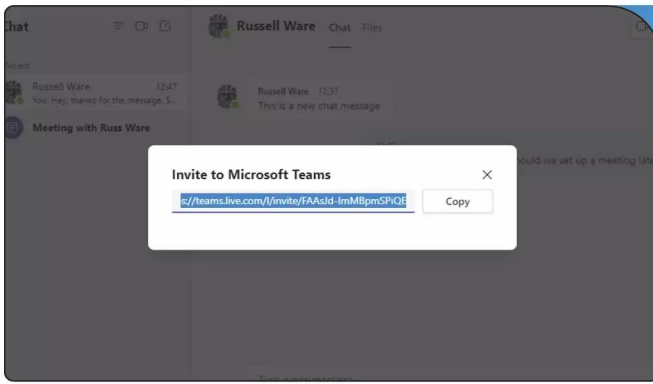 Chat
Recent
Russell Ware 12:47
You: Hey, thanks for the message, S...
Meeting with Russ Ware
Russell Ware Chat Files
Russell Ware 12:37
This is a new chat message
hould we set up a meeting late
Invite to Microsoft Teams
s://teams.live.com/l/invite/FAAsJd-ImMBpmSPiQE
Copy